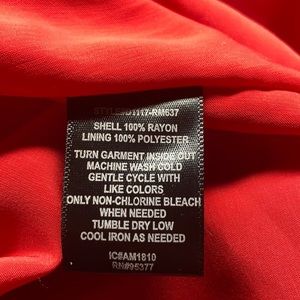 SHELL 100% RAYON
LINING 100% POLYESTER
TURN GARMENT INSIDE OUT
MACHINE WASH COLD
GENTLE CYCLE WITH
LIKE COLORS
ONLY NON-CHLORINE BLEACH
WHEN NEEDED
TUMBLE DRY LOW
COOL IRON AS NEEDED
IC#AM1810
RN#95377